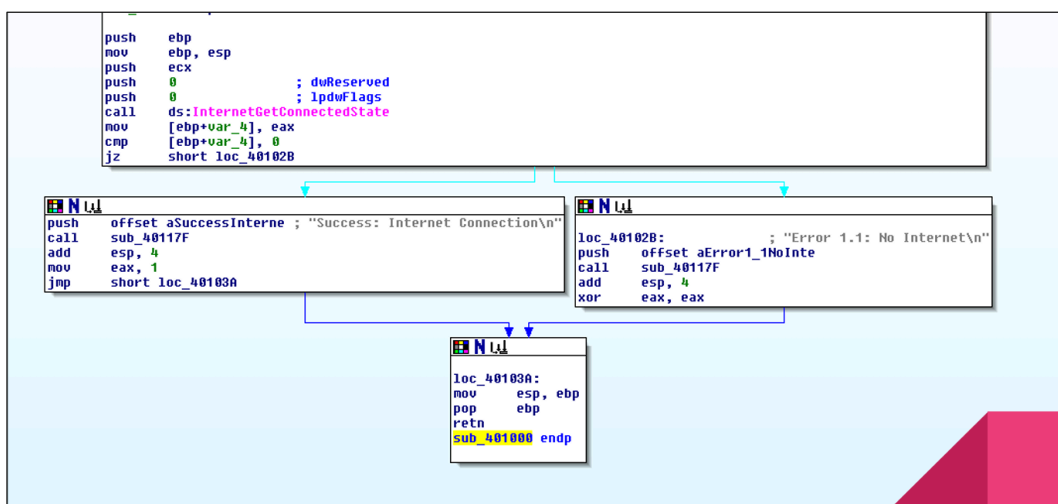 push ebp
mov ebp, esp
push ecx
push 0 ; dwReserved
push 0 ; lpdwFlags
call ds:InternetGetConnectedState
mov [ebp+var_4], eax
cmp [ebp+var_4], 0
jz short loc_40102B
push offset aSuccessInterne ; "Success: Internet Connection\n"
call sub_40117F
add esp, 4
mov eax, 1
jmp short loc_40103A
loc_40102B: ; "Error 1.1: No Internet\n"
push offset aError1_1NoInte
call sub_40117F
add esp, 4
xor eax, eax
loc_40103A:
mov esp, ebp
pop ebp
retn
sub_401000 endp